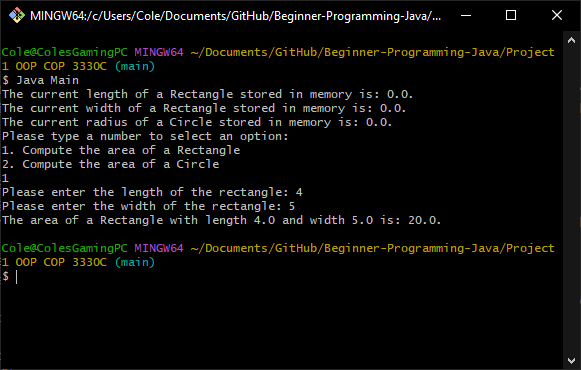 MINGW64:/c/Users/Cole/Documents/GitHub/Beginner-Programming-Java/...
Cole@ColesGamingPC MINGW64 ~/Documents/GitHub/Beginner-Programming-Java/Project
1 OOP COP 3330C (main)
$ Java Main
The current length of a Rectangle stored in memory is: 0.0.
The current width of a Rectangle stored in memory is: 0.0.
The current radius of a Circle stored in memory is: 0.0.
Please type a number to select an option:
1. Compute the area of a Rectangle
2. Compute the area of a Circle
1
Please enter the length of the rectangle: 4
Please enter the width of the rectangle: 5
The area of a Rectangle with length 4.0 and width 5.0 is: 20.0.
Cole@ColesGamingPC MINGW64 ~/Documents/GitHub/Beginner-Programming-Java/Project
1 OOP COP 3330C (main)
$